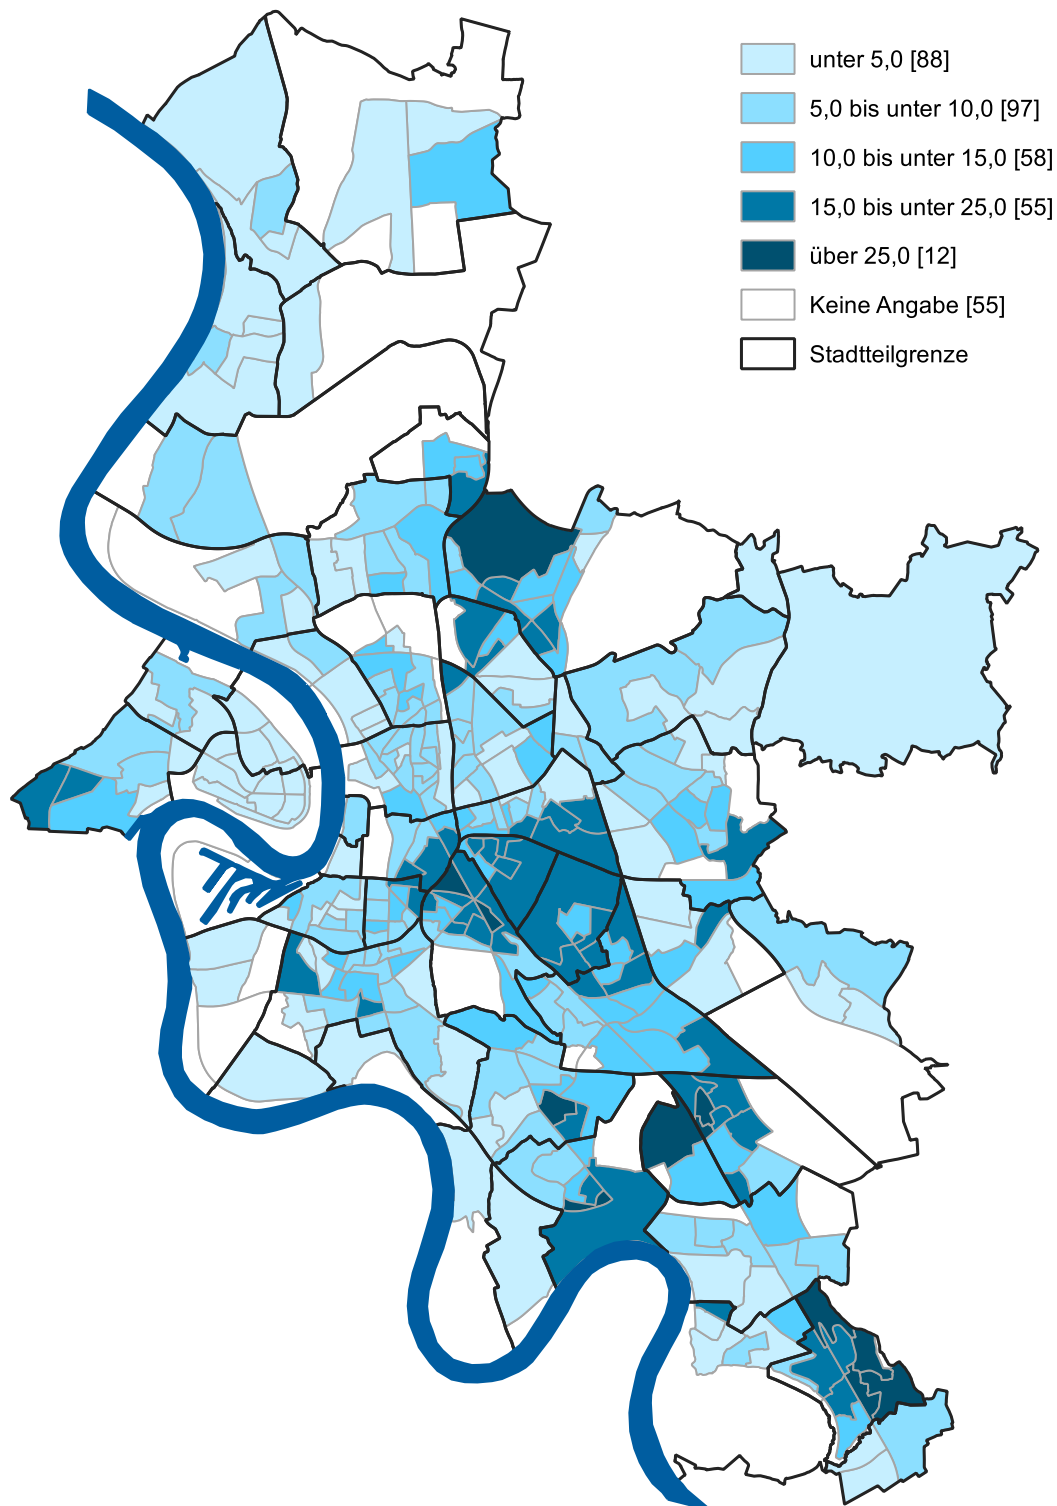 unter 5,0 [88]
5,0 bis unter 10,0 [97]
10,0 bis unter 15,0 [58]
15,0 bis unter 25,0 [55]
über 25,0 [12]
Keine Angabe [55]
Stadtteilgrenze